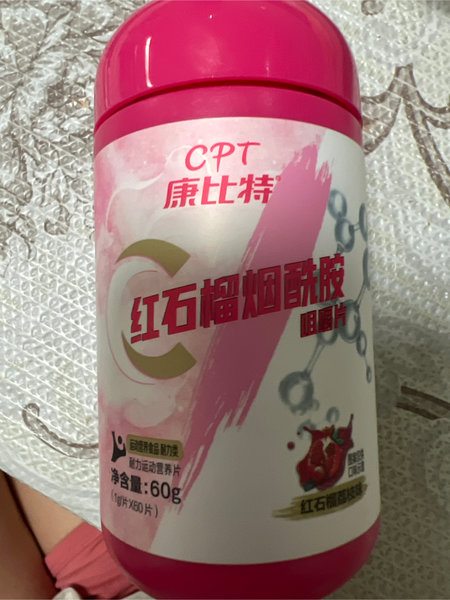 CPT
康比特
红石榴烟酰胺
咀嚼片
运动营养食品 耐力类
耐力运动营养片
净含量:60g
(1g/片X60片)
红石榴荔枝味